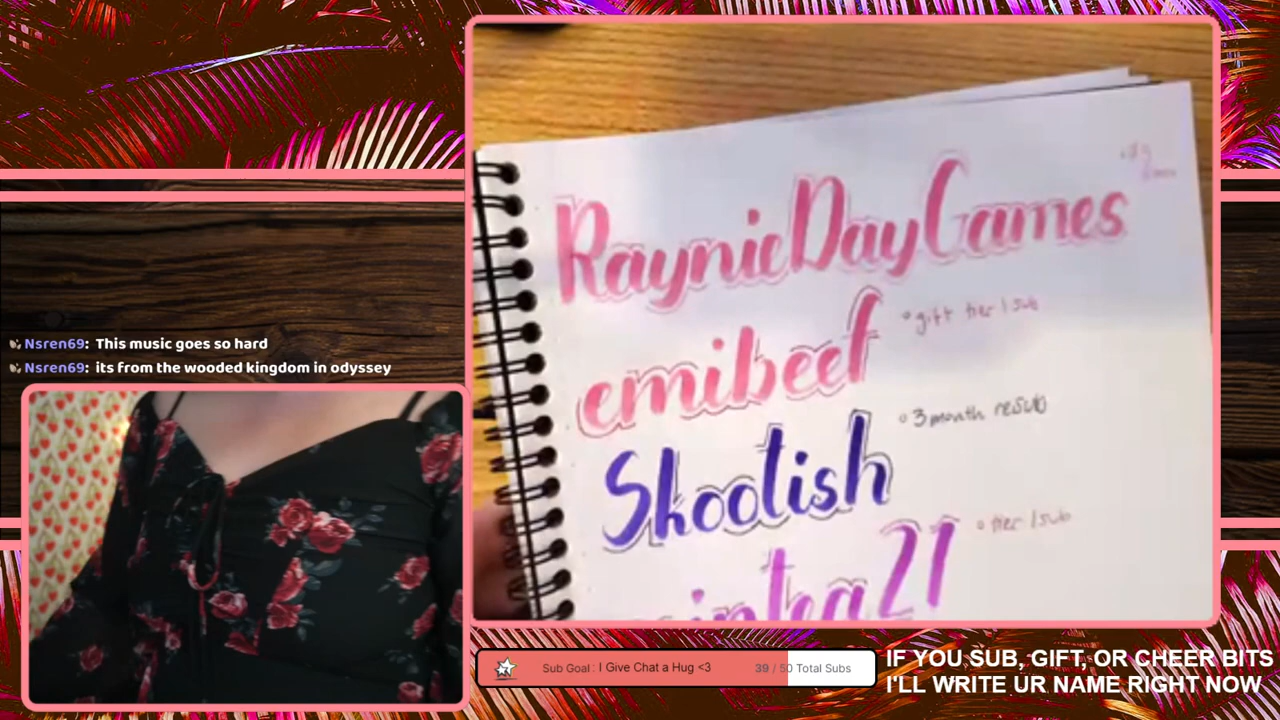 Nsren69: This music goes so hard
Nsren69: its from the wooded kingdom in odyssey
RaynieDayGames
emibeef
gift tier 1 sub
Skootish
3 month resub
21
tier 1 sub
Sub Goal : I Give Chat a Hug <3 39 / 50 Total Subs
IF YOU SUB, GIFT, OR CHEER BITS
I'LL WRITE UR NAME RIGHT NOW